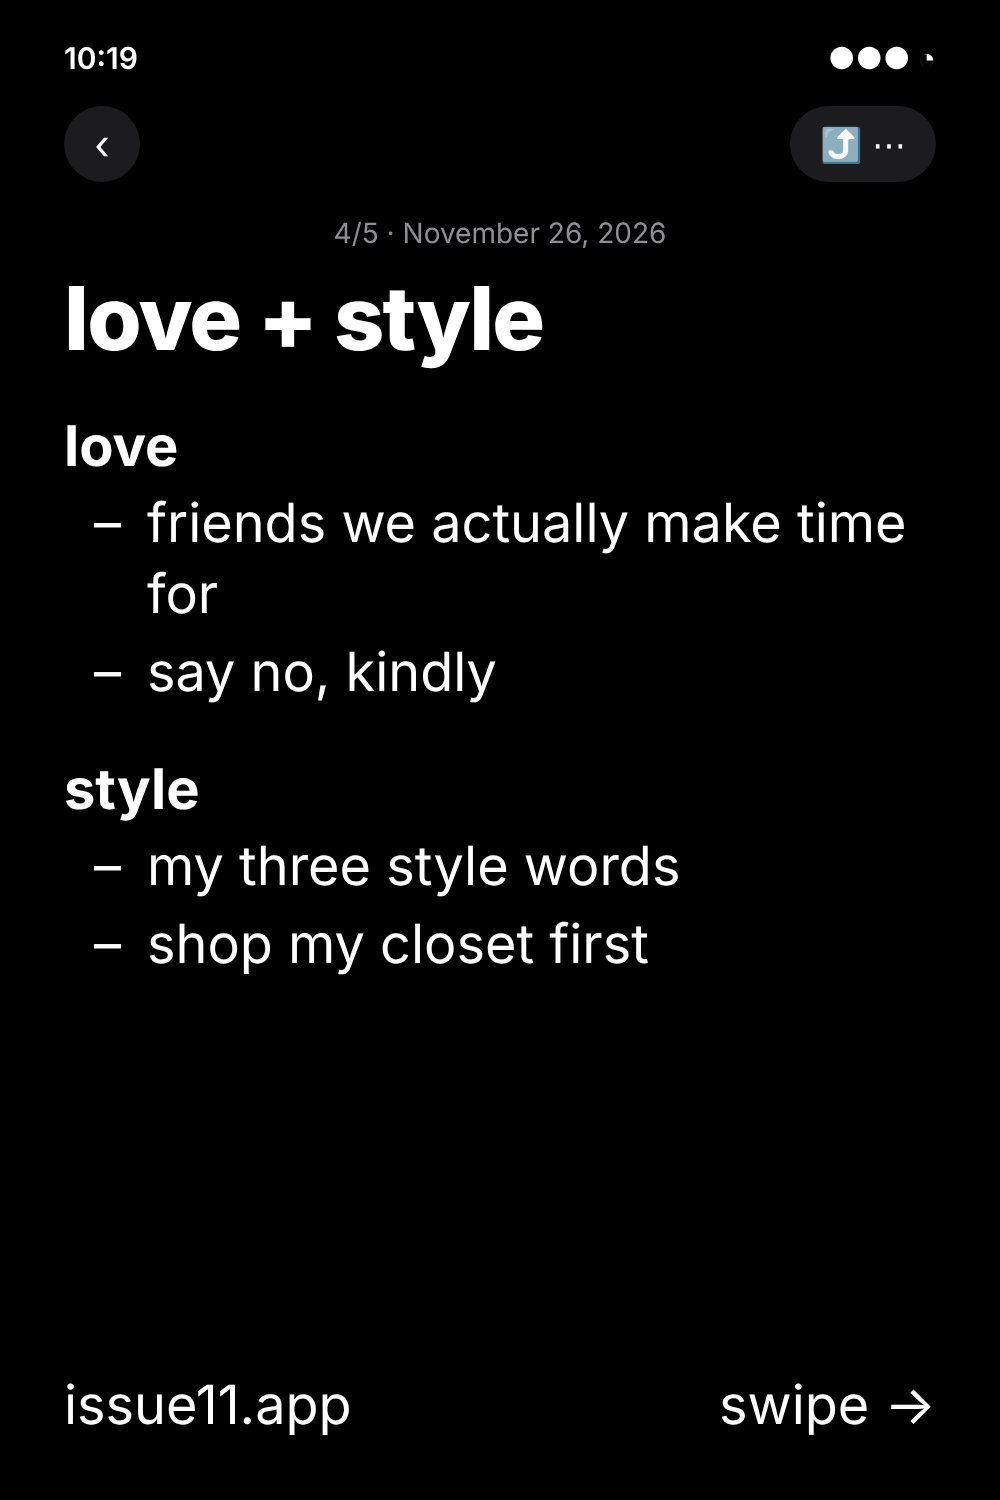 10:19
‹
⤴️ ...
4/5 · November 26, 2026
love + style
love
– friends we actually make time
for
– say no, kindly
style
– my three style words
– shop my closet first
issue11.app
swipe →